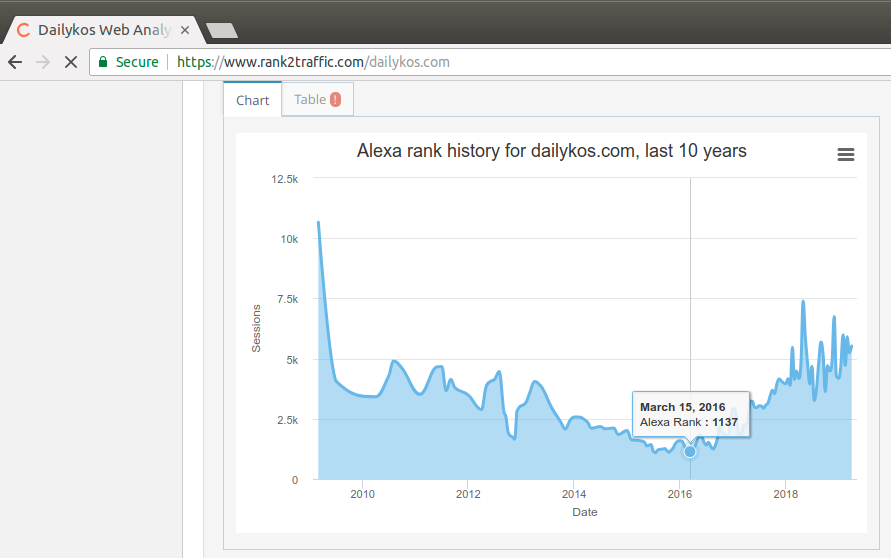 Dailykos Web Analy
Secure https://www.rank2traffic.com/dailykos.com
Chart Table !
Alexa rank history for dailykos.com, last 10 years
12.5k
10k
7.5k
5k
2.5k
0
Sessions
March 15, 2016
Alexa Rank : 1137
2010 2012 2014 2016 2018
Date